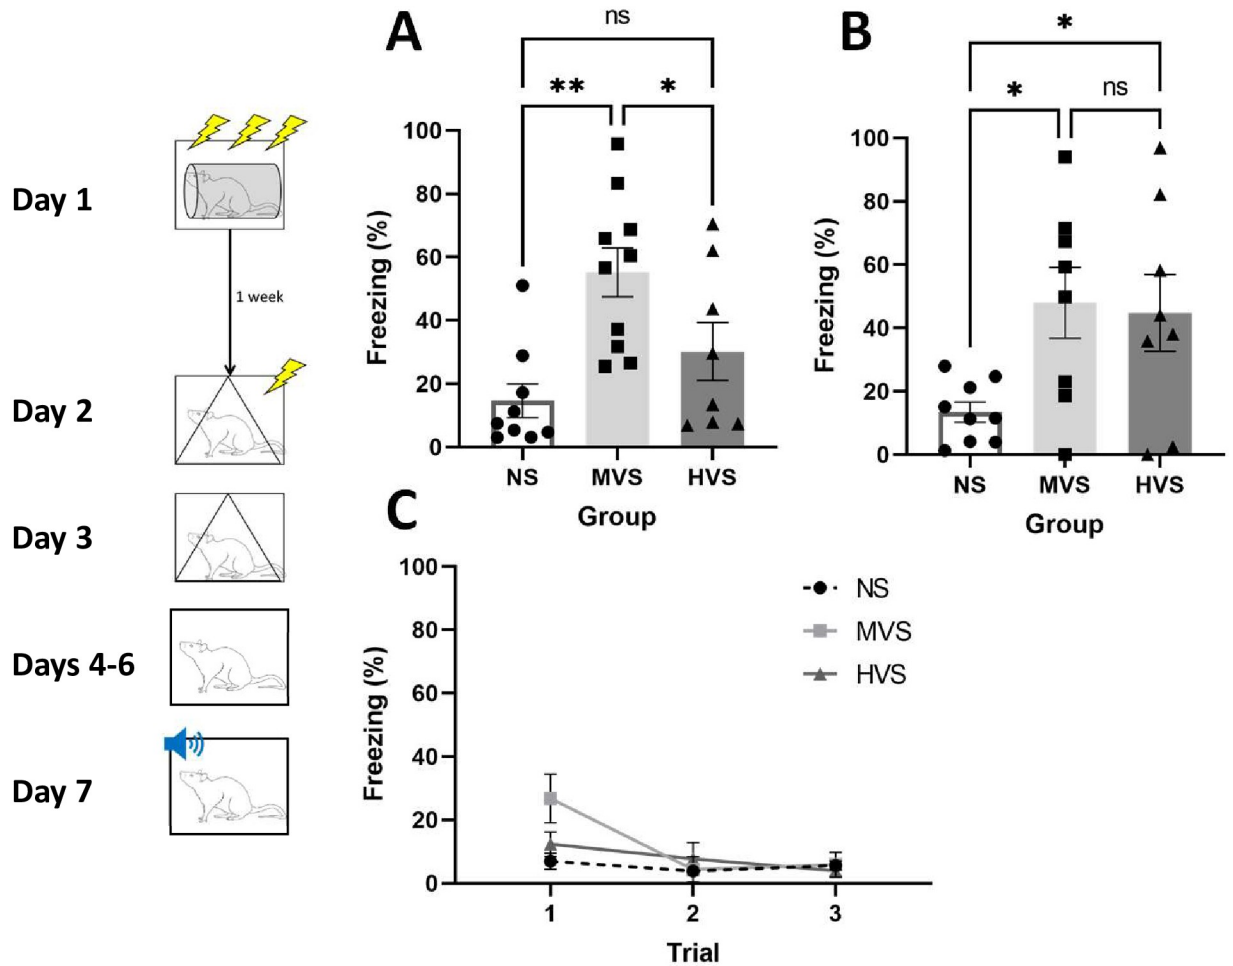 Day 1
1 week
Day 2
Day 3
Days 4-6
Day 7
A
ns
** *
Freezing (%)
100
80
60
40
20
0
NS MVS HVS
Group
B
*
* ns
Freezing (%)
100
80
60
40
20
0
NS MVS HVS
Group
C
Freezing (%)
100
80
60
40
20
0
1 2 3
Trial
NS
MVS
HVS